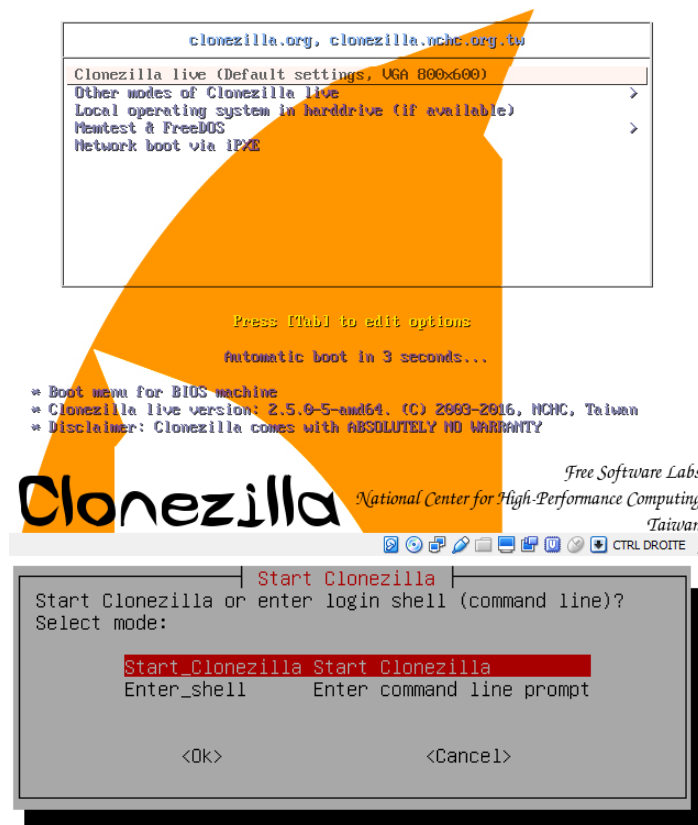 clonezilla.org, clonezilla.nchc.org.tw
Clonezilla live (Default settings, VGA 800x600)
Other modes of Clonezilla live >
Local operating system in harddrive (if available)
Memtest & FreeDOS >
Network boot via iPXE
Press [Tab] to edit options
Automatic boot in 3 seconds...
* Boot menu for BIOS machine
* Clonezilla live version: 2.5.0-5-amd64. (C) 2003-2016, NCHC, Taiwan
* Disclaimer: Clonezilla comes with ABSOLUTELY NO WARRANTY
Free Software Labs
Clonezilla National Center for High-Performance Computing
Taiwan
CTRL DROITE
Start Clonezilla
Start Clonezilla or enter login shell (command line)?
Select mode:
Start_Clonezilla Start Clonezilla
Enter_shell Enter command line prompt
<Ok> <Cancel>